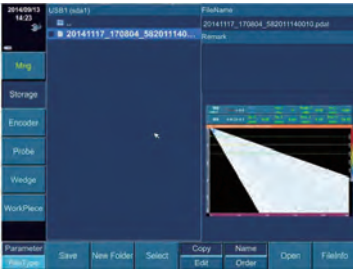 2014/09/13
14:23
USB1 (sda1)
FileName
20141117_170804_582011140010.pdat
..
20141117_170804_582011140...
Remark
Mng
Storage
Encoder
Probe
Wedge
WorkPiece
Parameter
FileType
Save
New Folder
Select
Copy
Edit
Name
Order
Open
FileInfo